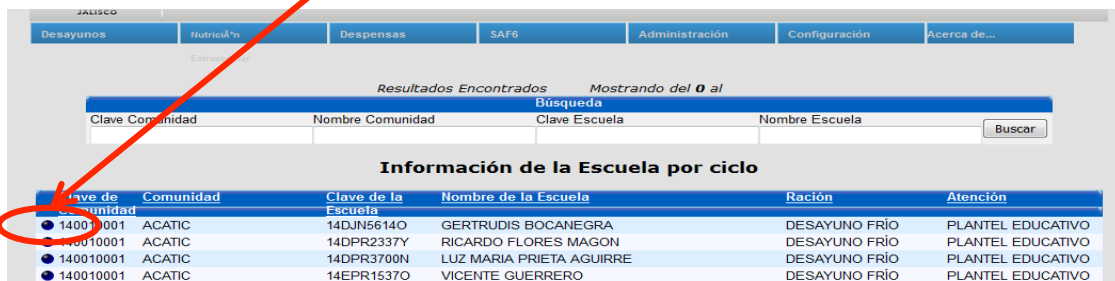 JALISCO
Desayunos NutriciÃ³n Despensas SAF6 Administración Configuración Acerca de...
Resultados Encontrados Mostrando del 0 al
Búsqueda
Clave Comunidad Nombre Comunidad Clave Escuela Nombre Escuela
Buscar
Información de la Escuela por ciclo
Clave de Comunidad Clave de la Nombre de la Escuela Ración Atención
Comunidad Escuela
140010001 ACATIC 14DJN5614O GERTRUDIS BOCANEGRA DESAYUNO FRÍO PLANTEL EDUCATIVO
140010001 ACATIC 14DPR2337Y RICARDO FLORES MAGON DESAYUNO FRÍO PLANTEL EDUCATIVO
140010001 ACATIC 14DPR3700N LUZ MARIA PRIETA AGUIRRE DESAYUNO FRÍO PLANTEL EDUCATIVO
140010001 ACATIC 14EPR1537O VICENTE GUERRERO DESAYUNO FRÍO PLANTEL EDUCATIVO